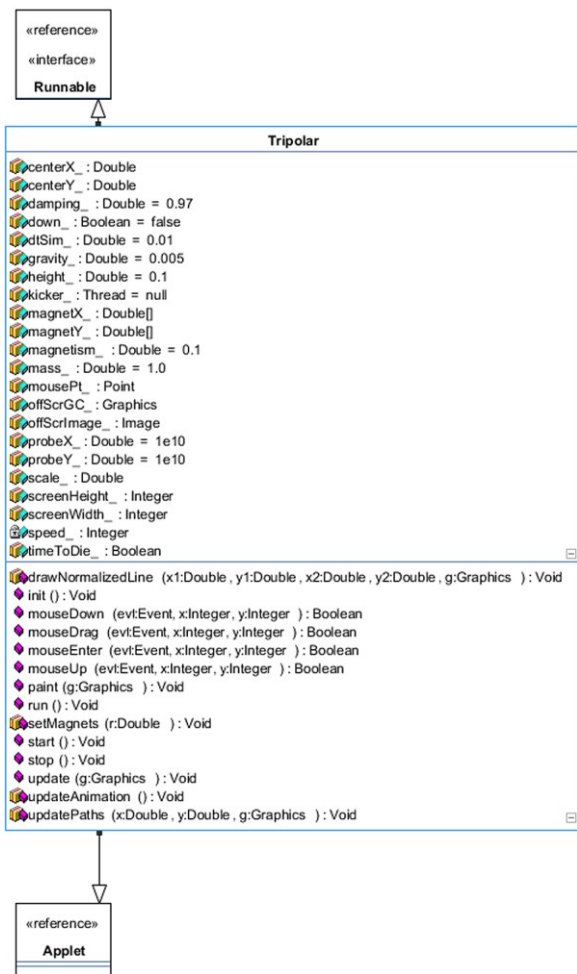 «reference»
«interface»
Runnable
Tripolar
centerX_ : Double
centerY_ : Double
damping_ : Double = 0.97
down_ : Boolean = false
dtSim_ : Double = 0.01
gravity_ : Double = 0.005
height_ : Double = 0.1
kicker_ : Thread = null
magnetX_ : Double[]
magnetY_ : Double[]
magnetism_ : Double = 0.1
mass_ : Double = 1.0
mousePt_ : Point
offScrGC_ : Graphics
offScrImage_ : Image
probeX_ : Double = 1e10
probeY_ : Double = 1e10
scale_ : Double
screenHeight_ : Integer
screenWidth_ : Integer
speed_ : Integer
timeToDie_ : Boolean
drawNormalizedLine (x1:Double, y1:Double, x2:Double, y2:Double, g:Graphics ) : Void
init () : Void
mouseDown (evt:Event, x:Integer, y:Integer ) : Boolean
mouseDrag (evt:Event, x:Integer, y:Integer ) : Boolean
mouseEnter (evt:Event, x:Integer, y:Integer ) : Boolean
mouseUp (evt:Event, x:Integer, y:Integer ) : Boolean
paint (g:Graphics ) : Void
run () : Void
setMagnets (r:Double ) : Void
start () : Void
stop () : Void
update (g:Graphics ) : Void
updateAnimation () : Void
updatePaths (x:Double, y:Double, g:Graphics ) : Void
«reference»
Applet